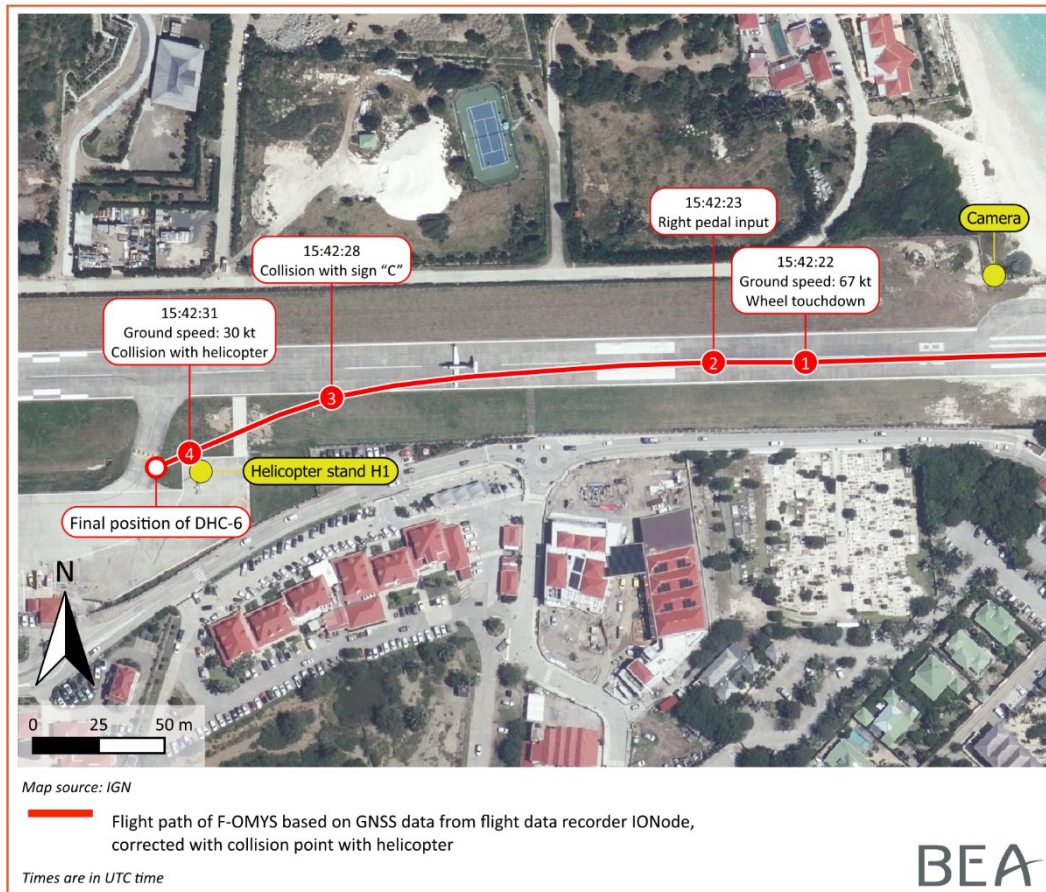 15:42:23
Right pedal input
Camera
15:42:28
Collision with sign “C”
15:42:22
Ground speed: 67 kt
Wheel touchdown
15:42:31
Ground speed: 30 kt
Collision with helicopter
1
2
3
4
Helicopter stand H1
Final position of DHC-6
N
0 25 50 m
Map source: IGN
Flight path of F-OMYS based on GNSS data from flight data recorder IONode,
corrected with collision point with helicopter
Times are in UTC time
BEA